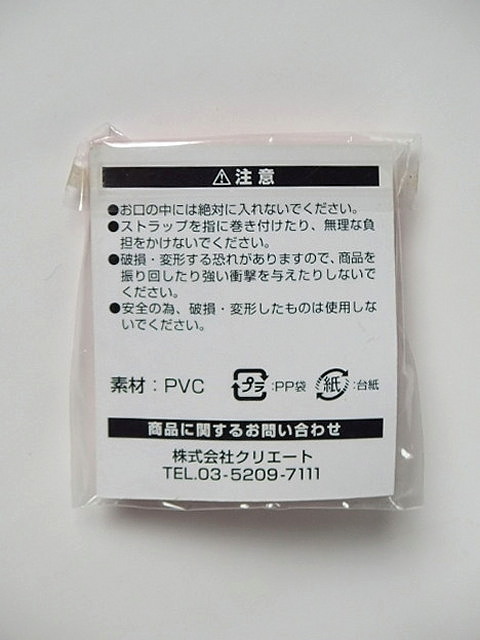 ⚠注意
●お口の中には絶対に入れないでください。
●ストラップを指に巻き付けたり、無理な負
担をかけないでください。
●破損・変形する恐れがありますので、商品を
振り回したり強い衝撃を与えたりしないで
ください。
●安全の為、破損・変形したものは使用しな
いでください。
素材：PVC プラ:PP袋 紙:台紙
商品に関するお問い合わせ
株式会社クリエート
TEL.03-5209-7111